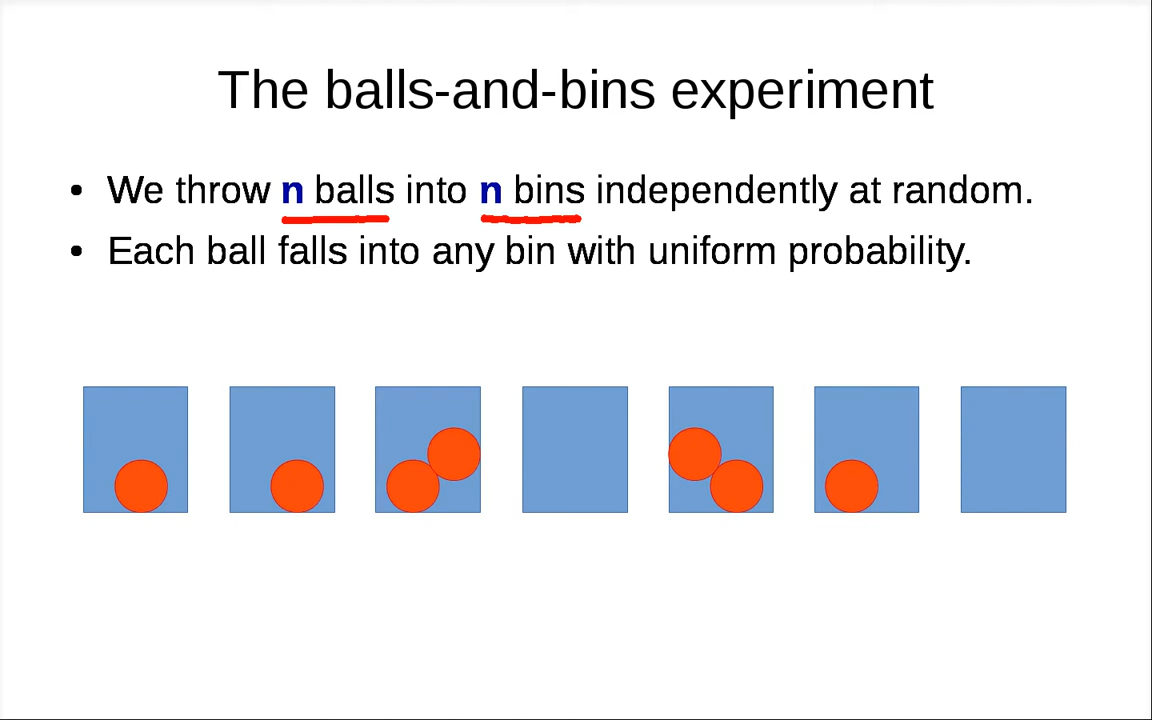 The balls-and-bins experiment
• We throw n balls into n bins independently at random.
• Each ball falls into any bin with uniform probability.